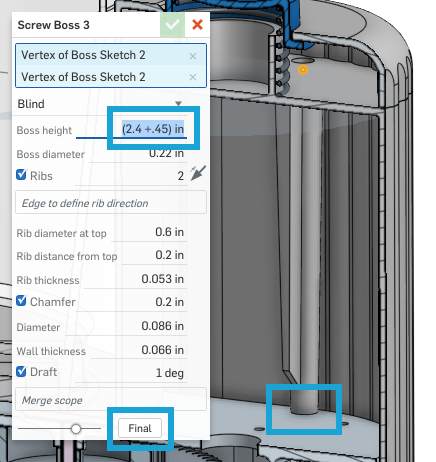 Screw Boss 3
Vertex of Boss Sketch 2
Vertex of Boss Sketch 2
Blind
Boss height (2.4 +.45) in
Boss diameter 0.22 in
Ribs 2
Edge to define rib direction
Rib diameter at top 0.6 in
Rib distance from top 0.2 in
Rib thickness 0.053 in
Chamfer 0.2 in
Diameter 0.086 in
Wall thickness 0.066 in
Draft 1 deg
Merge scope
Final